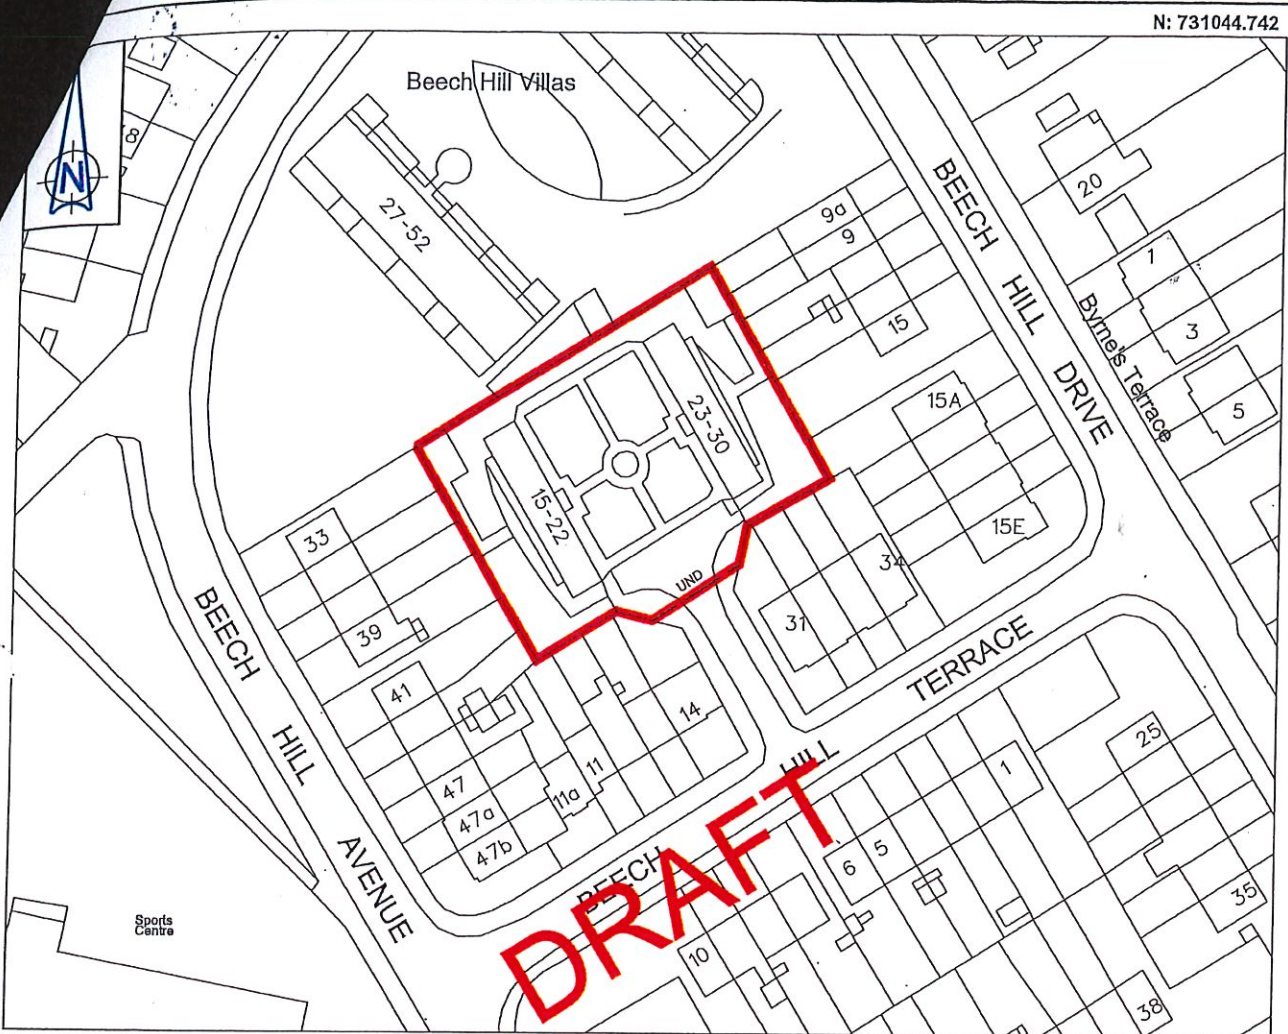 N: 731044.742
Beech Hill Villas
N
27-52
9a
9
15
BEECH HILL DRIVE
20
1
3
Byrne's Terrace
5
15A
15E
23-30
15-22
UND
33
39
41
47
47a
47b
11a
11
14
31
34
BEECH HILL AVENUE
BEECH HILL TERRACE
1
5
6
10
25
35
38
Sports
Centre
DRAFT